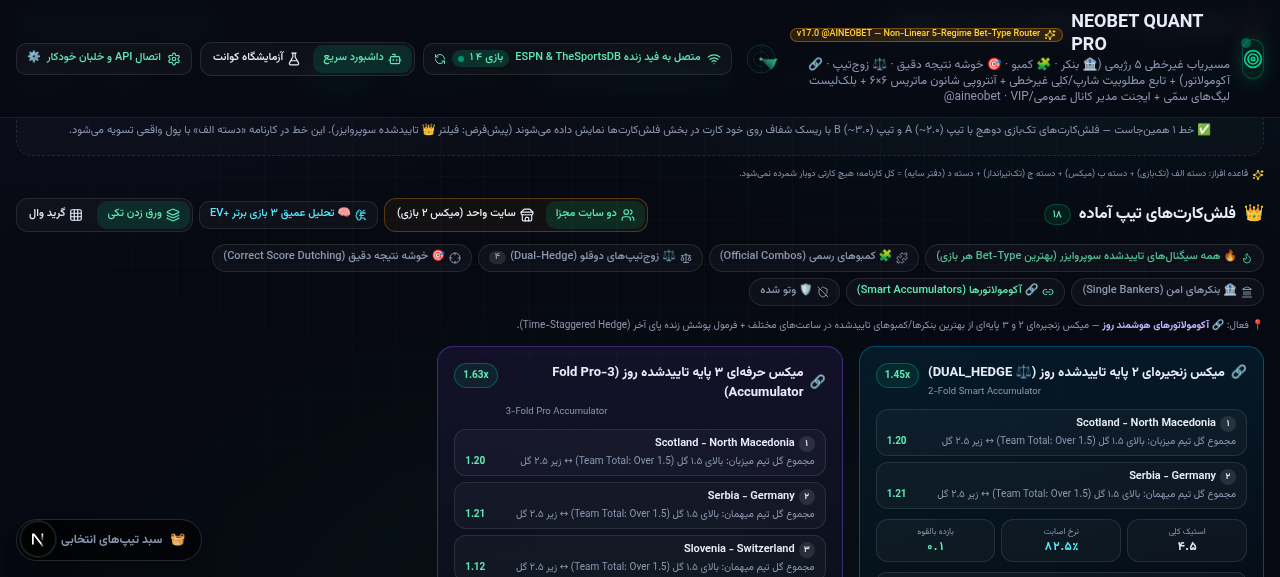 NEOBET QUANT PRO
v17.0 @AINEOBET — Non-Linear 5-Regime Bet-Type Router
مسیریاب غیرخطی ۵ رژیمی (🏦 بنکر · 🧩 کمبو · 🎯 خوشه نتیجه دقیق · ⚖️ زوج‌تیپ · 🔗
آکومولاتور) + تابع مطلوبیت شارپ/کلِی غیرخطی + آنتروپی شانون ماتریس ۶×۶ + بلک‌لیست
لیگ‌های سمّی + ایجنت مدیر کانال عمومی/VIP · @aineobet
متصل به فید زنده ESPN & TheSportsDB
۱۴ بازی
داشبورد سریع
آزمایشگاه کوانت
اتصال API و خلبان خودکار ⚙️
✅ خط ۱ همین‌جاست — فلش‌کارت‌های تک‌بازی دوهج با تیپ A (~۲.۰) و تیپ B (~۳.۰) با ریسک شفاف روی خود کارت در بخش فلش‌کارت‌ها نمایش داده می‌شوند (پیش‌فرض: فیلتر 👑 تاییدشده سوپروایزر). این خط در کارنامه «دسته الف» با پول واقعی تسویه می‌شود.
قاعده افراز: دسته الف (تک‌بازی) + دسته ب (میکس) + دسته ج (تک‌تیرانداز) + دسته د (دفتر سایه) = کل کارنامه؛ هیچ کارتی دوبار شمرده نمی‌شود.
👑 فلش‌کارت‌های تیپ آماده
۱۸
دو سایت مجزا
سایت واحد (میکس ۲ بازی)
🧠 تحلیل عمیق ۳ بازی برتر +EV
ورق زدن تکی
گرید وال
🔥 همه سیگنال‌های تاییدشده سوپروایزر (بهترین Bet-Type هر بازی)
🧩 کمبوهای رسمی (Official Combos)
⚖️ زوج‌تیپ‌های دوقلو (Dual-Hedge)
۴
🎯 خوشه نتیجه دقیق (Correct Score Dutching)
🏦 بنکرهای امن (Single Bankers)
🔗 آکومولاتورها (Smart Accumulators)
🛡️ وتو شده
📍 فعال: 🔗 آکومولاتورهای هوشمند روز — میکس زنجیره‌ای ۲ و ۳ پایه‌ای از بهترین بنکرها/کمبوهای تاییدشده در ساعت‌های مختلف + فرمول پوشش زنده پای آخر (Time-Staggered Hedge).
🔗 میکس زنجیره‌ای ۲ پایه تاییدشده روز (⚖️ DUAL_HEDGE)
1.45x
2-Fold Smart Accumulator
۱ Scotland - North Macedonia
مجموع گل تیم میزبان: بالای ۱.۵ گل (Team Total: Over 1.5) ↔ زیر ۲.۵ گل
1.20
۲ Serbia - Germany
مجموع گل تیم میهمان: بالای ۱.۵ گل (Team Total: Over 1.5) ↔ زیر ۲.۵ گل
1.21
استیک کلی
۴.۵
نرخ اصابت
۸۲.۵٪
بازده بالقوه
۰.۱
🔗 میکس حرفه‌ای ۳ پایه تاییدشده روز (3-Fold Pro
Accumulator)
1.63x
3-Fold Pro Accumulator
۱ Scotland - North Macedonia
مجموع گل تیم میزبان: بالای ۱.۵ گل (Team Total: Over 1.5) ↔ زیر ۲.۵ گل
1.20
۲ Serbia - Germany
مجموع گل تیم میهمان: بالای ۱.۵ گل (Team Total: Over 1.5) ↔ زیر ۲.۵ گل
1.21
۳ Slovenia - Switzerland
مجموع گل تیم میهمان: بالای ۱.۵ گل (Team Total: Over 1.5) ↔ زیر ۲.۵ گل
1.12
🧺 سبد تیپ‌های انتخابی
N